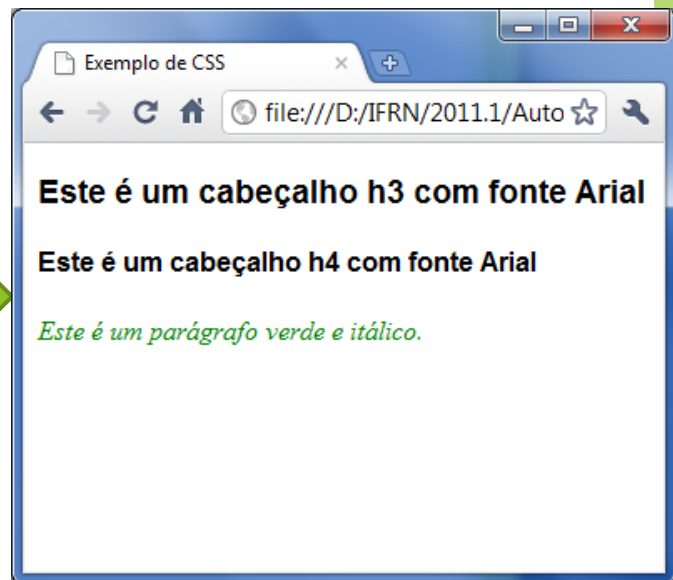 Exemplo de CSS
file:///D:/IFRN/2011.1/Auto
Este é um cabeçalho h3 com fonte Arial
Este é um cabeçalho h4 com fonte Arial
Este é um parágrafo verde e itálico.